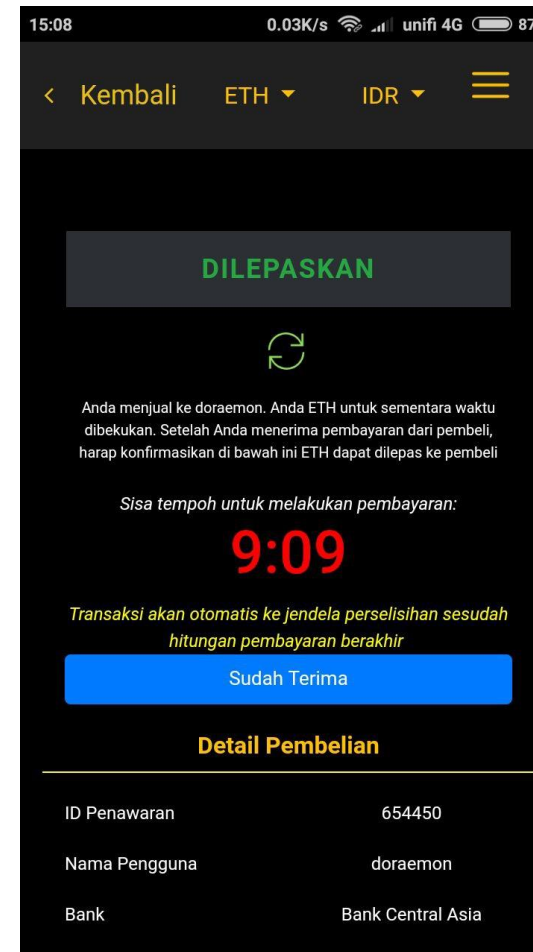 15:08 0.03K/s unifi 4G 87
Kembali ETH IDR
DILEPASKAN
Anda menjual ke doraemon. Anda ETH untuk sementara waktu
dibekukan. Setelah Anda menerima pembayaran dari pembeli,
harap konfirmasikan di bawah ini ETH dapat dilepas ke pembeli
Sisa tempoh untuk melakukan pembayaran:
9:09
Transaksi akan otomatis ke jendela perselisihan sesudah
hitungan pembayaran berakhir
Sudah Terima
Detail Pembelian
ID Penawaran 654450
Nama Pengguna doraemon
Bank Bank Central Asia